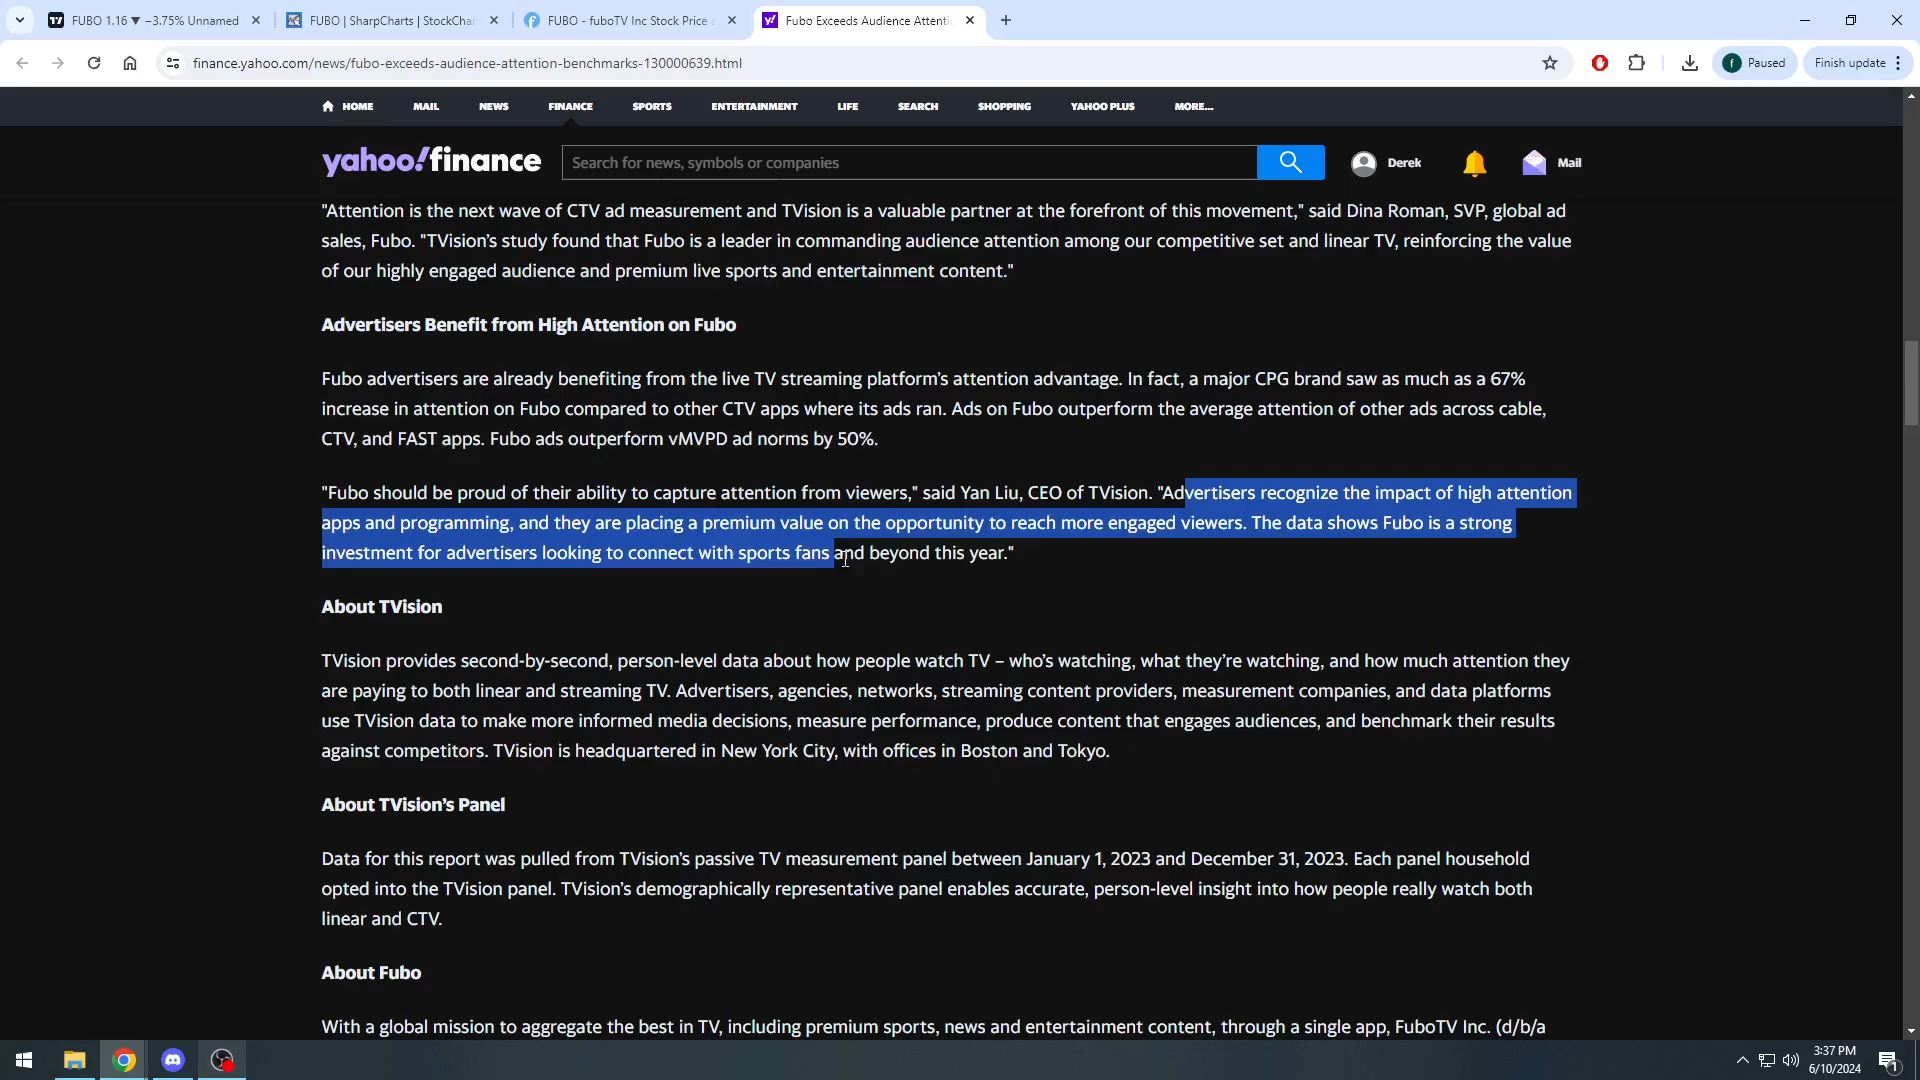 FUBO 1.16 ▼ −3.75% Unnamed
FUBO | SharpCharts | StockChar
FUBO - fuboTV Inc Stock Price
Fubo Exceeds Audience Attenti
finance.yahoo.com/news/fubo-exceeds-audience-attention-benchmarks-130000639.html
f Paused
Finish update
HOME MAIL NEWS FINANCE SPORTS ENTERTAINMENT LIFE SEARCH SHOPPING YAHOO PLUS MORE...
yahoo!finance
Search for news, symbols or companies
Derek
Mail
"Attention is the next wave of CTV ad measurement and TVision is a valuable partner at the forefront of this movement," said Dina Roman, SVP, global ad
sales, Fubo. "TVision’s study found that Fubo is a leader in commanding audience attention among our competitive set and linear TV, reinforcing the value
of our highly engaged audience and premium live sports and entertainment content."
Advertisers Benefit from High Attention on Fubo
Fubo advertisers are already benefiting from the live TV streaming platform’s attention advantage. In fact, a major CPG brand saw as much as a 67%
increase in attention on Fubo compared to other CTV apps where its ads ran. Ads on Fubo outperform the average attention of other ads across cable,
CTV, and FAST apps. Fubo ads outperform vMVPD ad norms by 50%.
"Fubo should be proud of their ability to capture attention from viewers," said Yan Liu, CEO of TVision. "Advertisers recognize the impact of high attention
apps and programming, and they are placing a premium value on the opportunity to reach more engaged viewers. The data shows Fubo is a strong
investment for advertisers looking to connect with sports fans and beyond this year."
About TVision
TVision provides second-by-second, person-level data about how people watch TV – who’s watching, what they’re watching, and how much attention they
are paying to both linear and streaming TV. Advertisers, agencies, networks, streaming content providers, measurement companies, and data platforms
use TVision data to make more informed media decisions, measure performance, produce content that engages audiences, and benchmark their results
against competitors. TVision is headquartered in New York City, with offices in Boston and Tokyo.
About TVision’s Panel
Data for this report was pulled from TVision’s passive TV measurement panel between January 1, 2023 and December 31, 2023. Each panel household
opted into the TVision panel. TVision’s demographically representative panel enables accurate, person-level insight into how people really watch both
linear and CTV.
About Fubo
With a global mission to aggregate the best in TV, including premium sports, news and entertainment content, through a single app, FuboTV Inc. (d/b/a
3:37 PM
6/10/2024
1